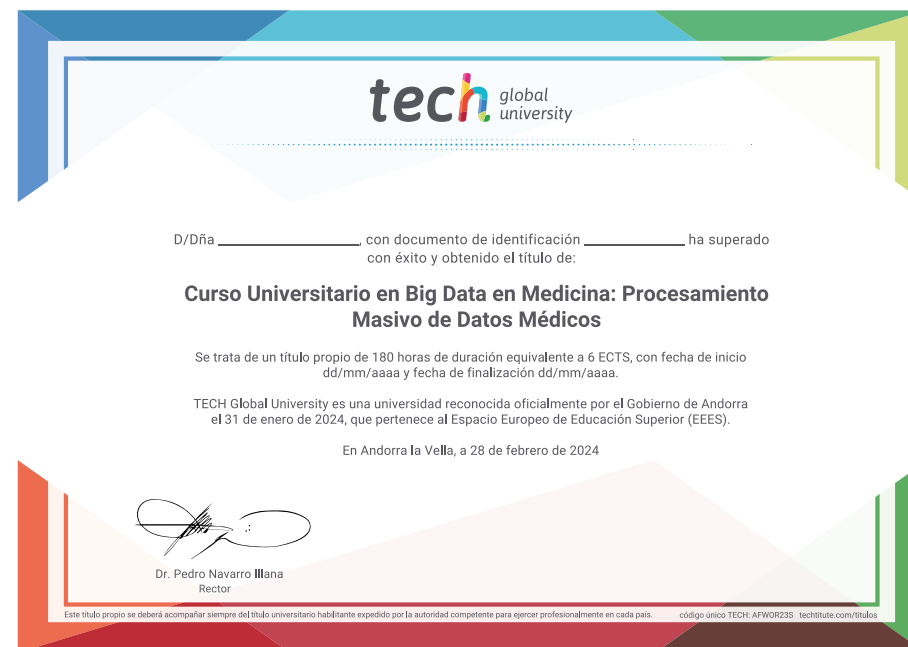 tech global university
D/Dña ____________________, con documento de identificación ______________ ha superado
con éxito y obtenido el título de:
Curso Universitario en Big Data en Medicina: Procesamiento
Masivo de Datos Médicos
Se trata de un título propio de 180 horas de duración equivalente a 6 ECTS, con fecha de inicio
dd/mm/aaaa y fecha de finalización dd/mm/aaaa.
TECH Global University es una universidad reconocida oficialmente por el Gobierno de Andorra
el 31 de enero de 2024, que pertenece al Espacio Europeo de Educación Superior (EEES).
En Andorra la Vella, a 28 de febrero de 2024
Dr. Pedro Navarro Illana
Rector
Este título propio se deberá acompañar siempre del título universitario habilitante expedido por la autoridad competente para ejercer profesionalmente en cada país. código único TECH: AFWOR23S techtitute.com/titulos